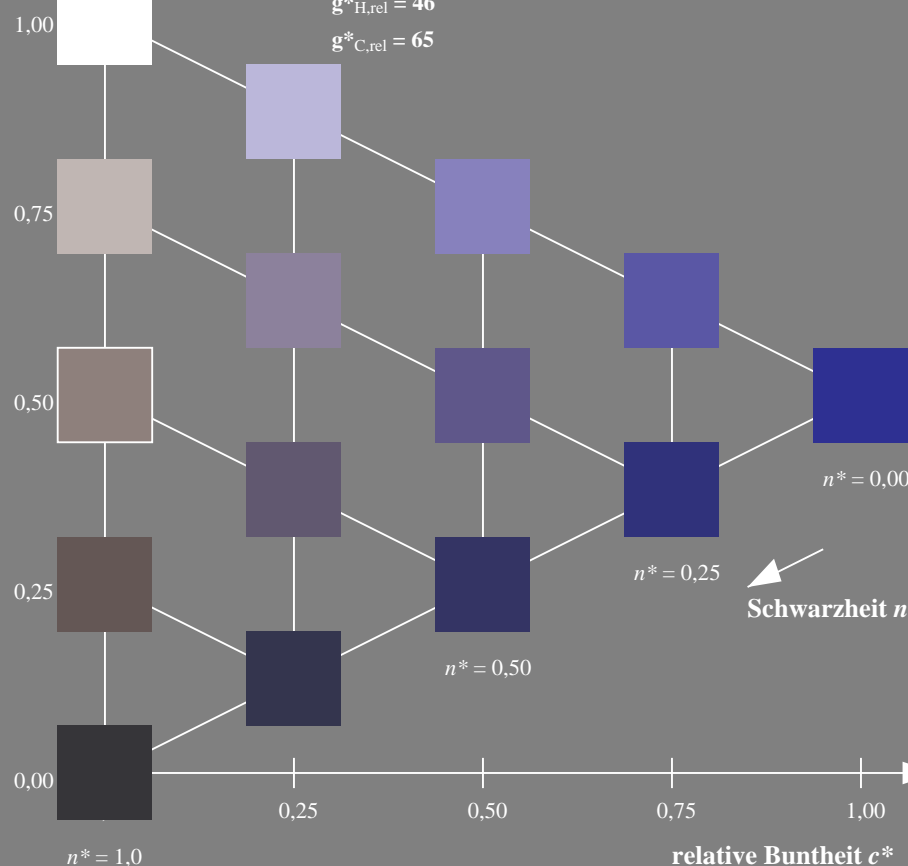 g*H,rel = 46
1,00
g*C,rel = 65
0,75
0,50
n* = 0,00
n* = 0,25
0,25
Schwarzheit n
n* = 0,50
0,00
0,25
0,50
0,75
1,00
n* = 1,0
relative Buntheit c*